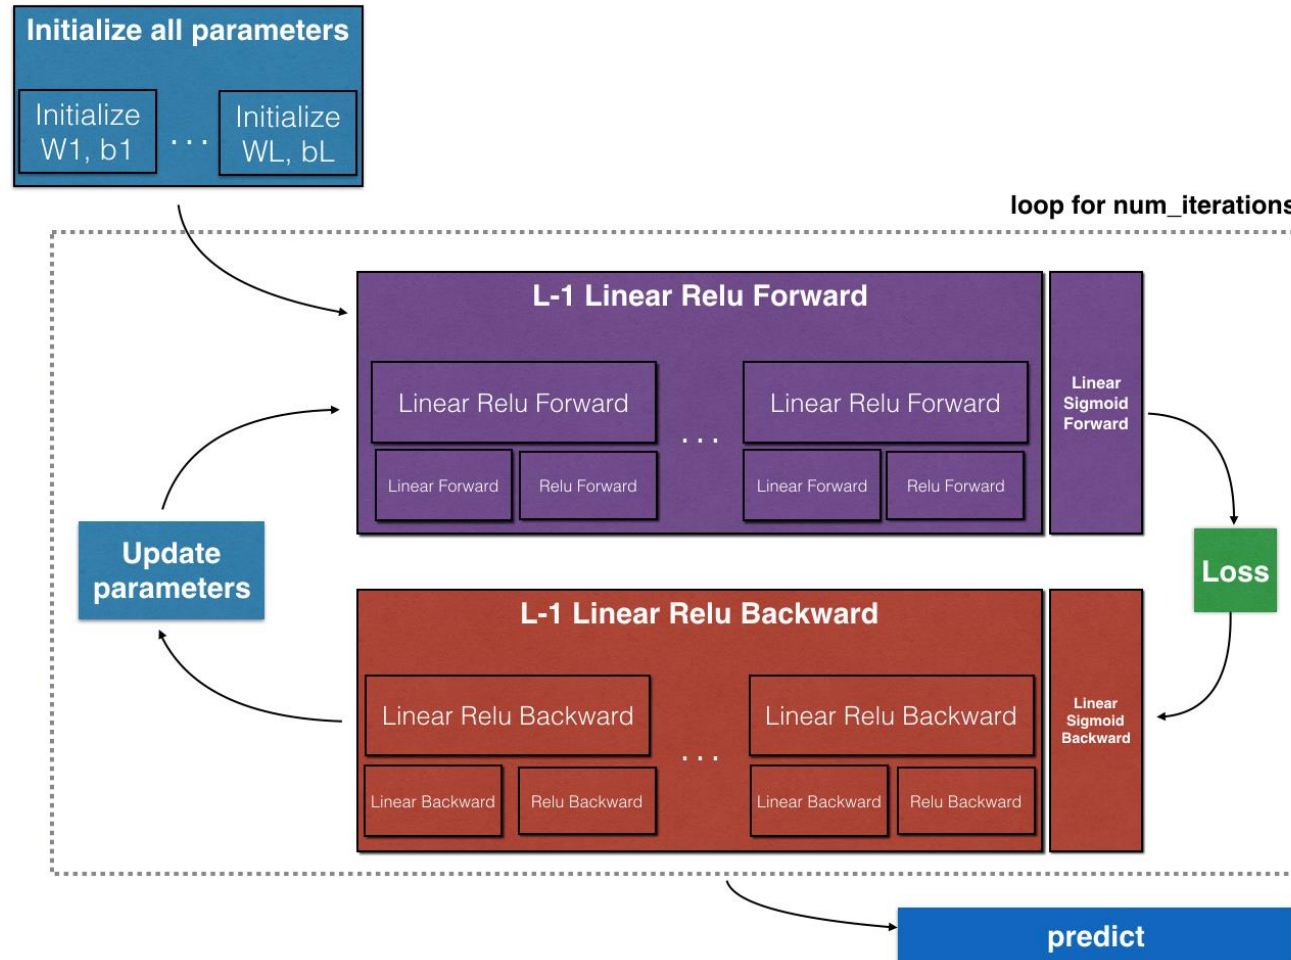 Initialize all parameters
Initialize
W1, b1
...
Initialize
WL, bL
loop for num_iterations
L-1 Linear Relu Forward
Linear Relu Forward
Linear Forward
Relu Forward
...
Linear Relu Forward
Linear Forward
Relu Forward
Linear
Sigmoid
Forward
Loss
Update
parameters
L-1 Linear Relu Backward
Linear Relu Backward
Linear Backward
Relu Backward
...
Linear Relu Backward
Linear Backward
Relu Backward
Linear
Sigmoid
Backward
predict